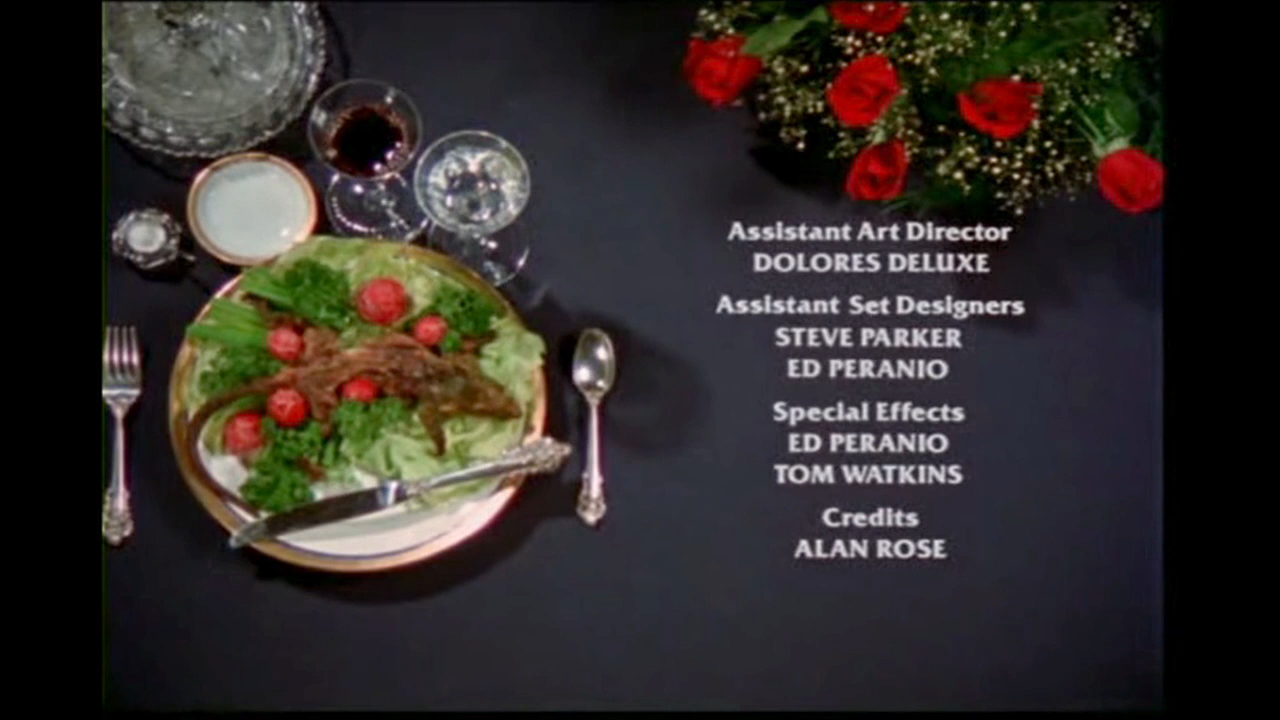 Assistant Art Director
DOLORES DELUXE
Assistant Set Designers
STEVE PARKER
ED PERANIO
Special Effects
ED PERANIO
TOM WATKINS
Credits
ALAN ROSE